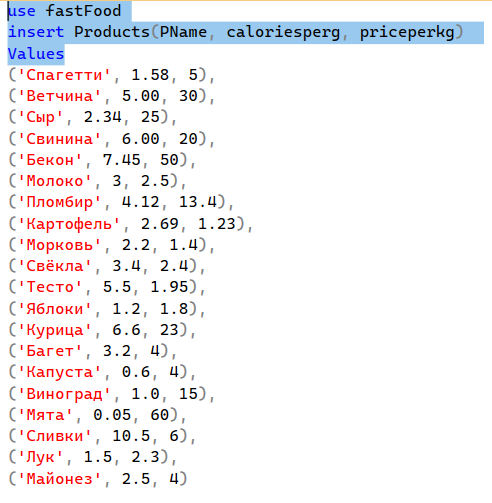 use fastFood
insert Products(PName, caloriesperg, priceperkg)
Values
('Спагетти', 1.58, 5),
('Ветчина', 5.00, 30),
('Сыр', 2.34, 25),
('Свинина', 6.00, 20),
('Бекон', 7.45, 50),
('Молоко', 3, 2.5),
('Пломбир', 4.12, 13.4),
('Картофель', 2.69, 1.23),
('Морковь', 2.2, 1.4),
('Свёкла', 3.4, 2.4),
('Тесто', 5.5, 1.95),
('Яблоки', 1.2, 1.8),
('Курица', 6.6, 23),
('Багет', 3.2, 4),
('Капуста', 0.6, 4),
('Виноград', 1.0, 15),
('Мята', 0.05, 60),
('Сливки', 10.5, 6),
('Лук', 1.5, 2.3),
('Майонез', 2.5, 4)